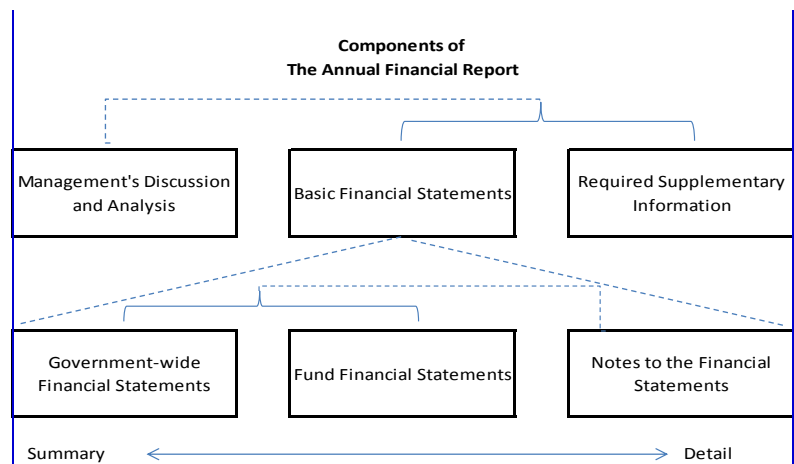 Components of
The Annual Financial Report
Management's Discussion
and Analysis
Basic Financial Statements
Required Supplementary
Information
Government-wide
Financial Statements
Fund Financial Statements
Notes to the Financial
Statements
Summary
Detail